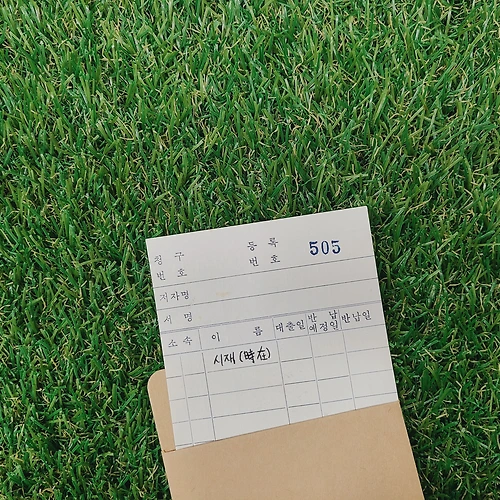 청구 등록 505
번호 번호
저자명
서명
소속 이름 대출일 반납예정일 반납일
시재 (時在)